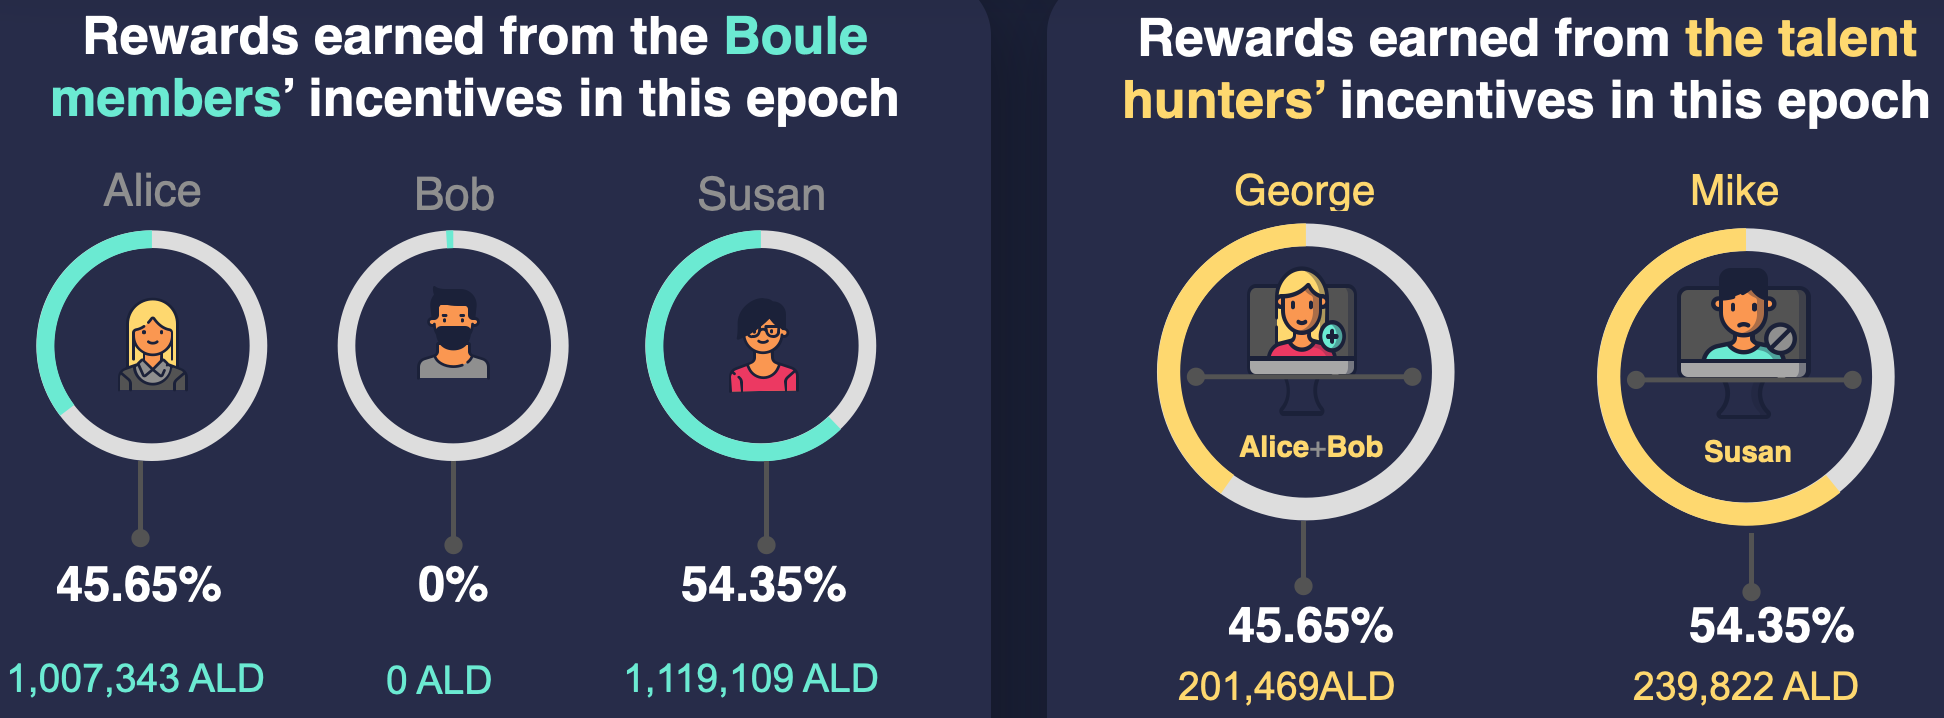 Rewards earned from the Boule
members’ incentives in this epoch
Alice
Bob
Susan
45.65%
0%
54.35%
1,007,343 ALD
0 ALD
1,119,109 ALD
Rewards earned from the talent
hunters’ incentives in this epoch
George
Mike
Alice+Bob
Susan
45.65%
54.35%
201,469ALD
239,822 ALD